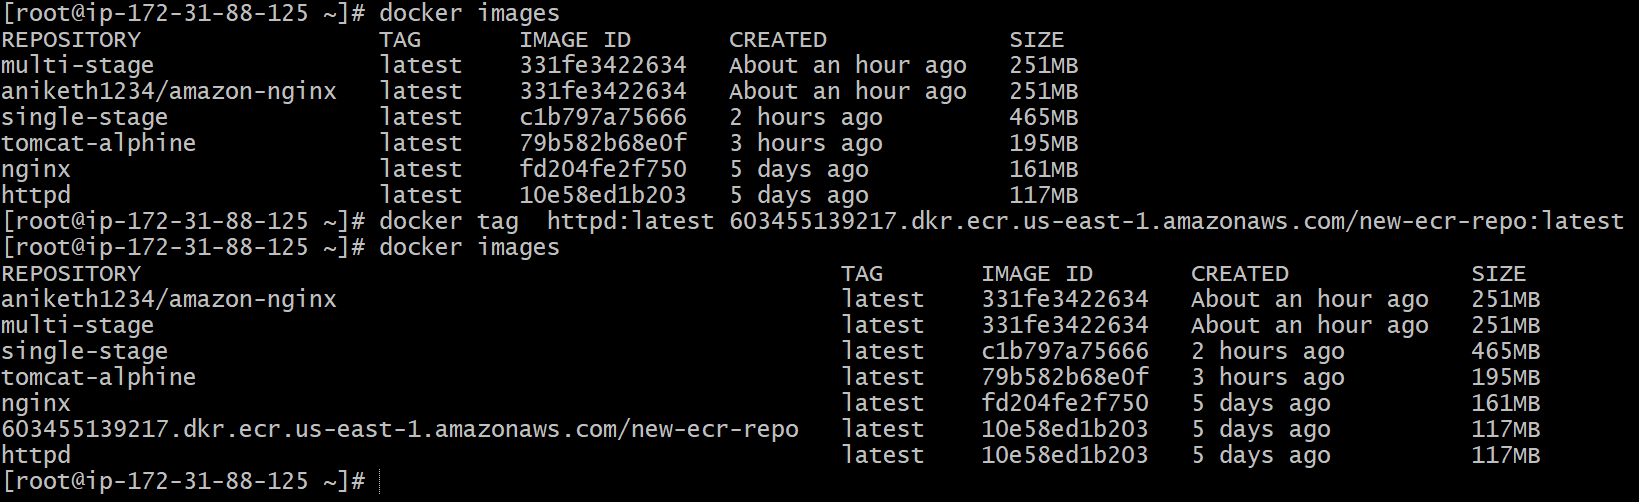 [root@ip-172-31-88-125 ~]# docker images
REPOSITORY TAG IMAGE ID CREATED SIZE
multi-stage latest 331fe3422634 About an hour ago 251MB
aniketh1234/amazon-nginx latest 331fe3422634 About an hour ago 251MB
single-stage latest c1b797a75666 2 hours ago 465MB
tomcat-alphine latest 79b582b68e0f 3 hours ago 195MB
nginx latest fd204fe2f750 5 days ago 161MB
httpd latest 10e58ed1b203 5 days ago 117MB
[root@ip-172-31-88-125 ~]# docker tag  httpd:latest 603455139217.dkr.ecr.us-east-1.amazonaws.com/new-ecr-repo:latest
[root@ip-172-31-88-125 ~]# docker images
REPOSITORY TAG IMAGE ID CREATED SIZE
aniketh1234/amazon-nginx latest 331fe3422634 About an hour ago 251MB
multi-stage latest 331fe3422634 About an hour ago 251MB
single-stage latest c1b797a75666 2 hours ago 465MB
tomcat-alphine latest 79b582b68e0f 3 hours ago 195MB
nginx latest fd204fe2f750 5 days ago 161MB
603455139217.dkr.ecr.us-east-1.amazonaws.com/new-ecr-repo latest 10e58ed1b203 5 days ago 117MB
httpd latest 10e58ed1b203 5 days ago 117MB
[root@ip-172-31-88-125 ~]#